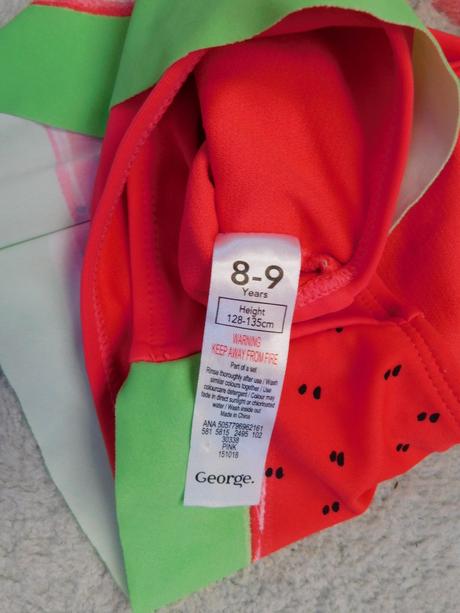 8-9
Years
Height
128-135cm
WARNING
KEEP AWAY FROM FIRE
Part of a set
Rinse thoroughly after use / Wash
similar colours together / Use
colourcare detergent / Colour may
fade in direct sunlight or chlorinated
water / Wash inside out
Made in China
ANA 5057796962161
581 5815 2495 102
30338
PINK
151018
George.